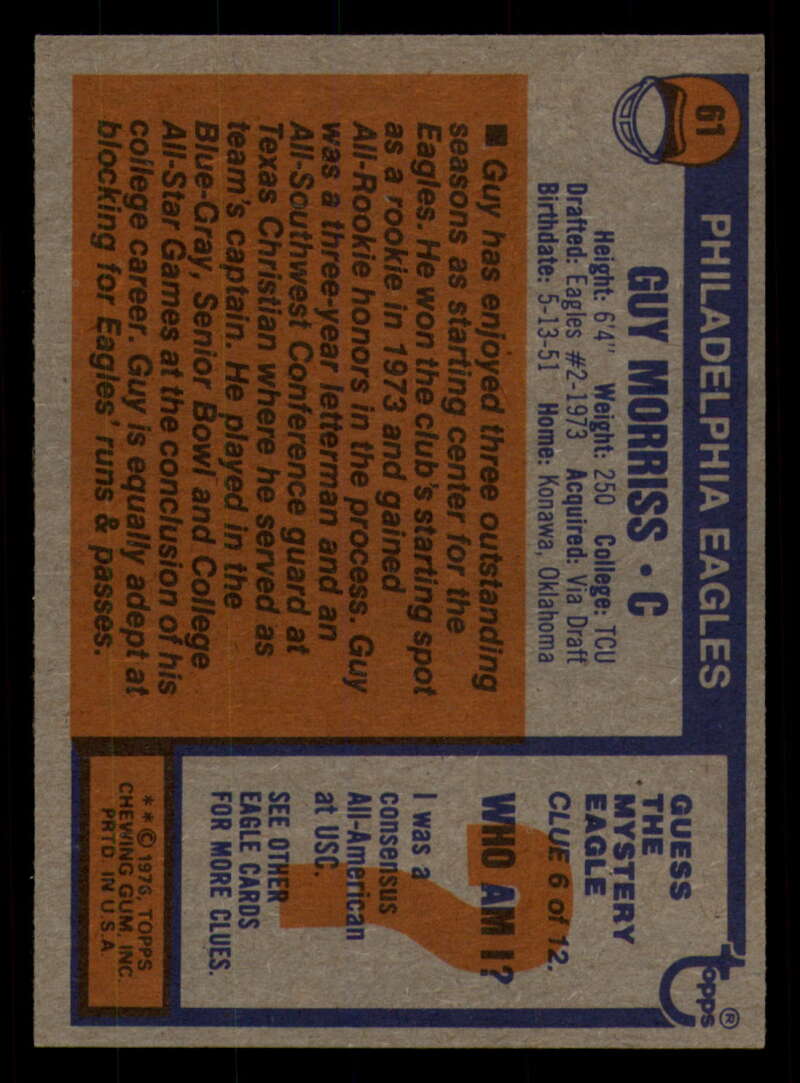 61
PHILADELPHIA EAGLES
GUY MORRISS • C
Height: 6'4" Weight: 250 College: TCU
Drafted: Eagles #2-1973 Acquired: Via Draft
Birthdate: 5-13-51 Home: Konawa, Oklahoma
■ Guy has enjoyed three outstanding
seasons as starting center for the
Eagles. He won the club's starting spot
as a rookie in 1973 and gained
All-Rookie honors in the process. Guy
was a three-year letterman and an
All-Southwest Conference guard at
Texas Christian where he served as
team's captain. He played in the
Blue-Gray, Senior Bowl and College
All-Star Games at the conclusion of his
college career. Guy is equally adept at
blocking for Eagles' runs & passes.
topps®
GUESS
THE
MYSTERY
EAGLE
CLUE 6 of 12.
?
WHO AM I?
I was a
consensus
All-American
at USC.
SEE OTHER
EAGLE CARDS
FOR MORE CLUES.
**© 1976, TOPPS
CHEWING GUM, INC.
PRTD. IN U.S.A.